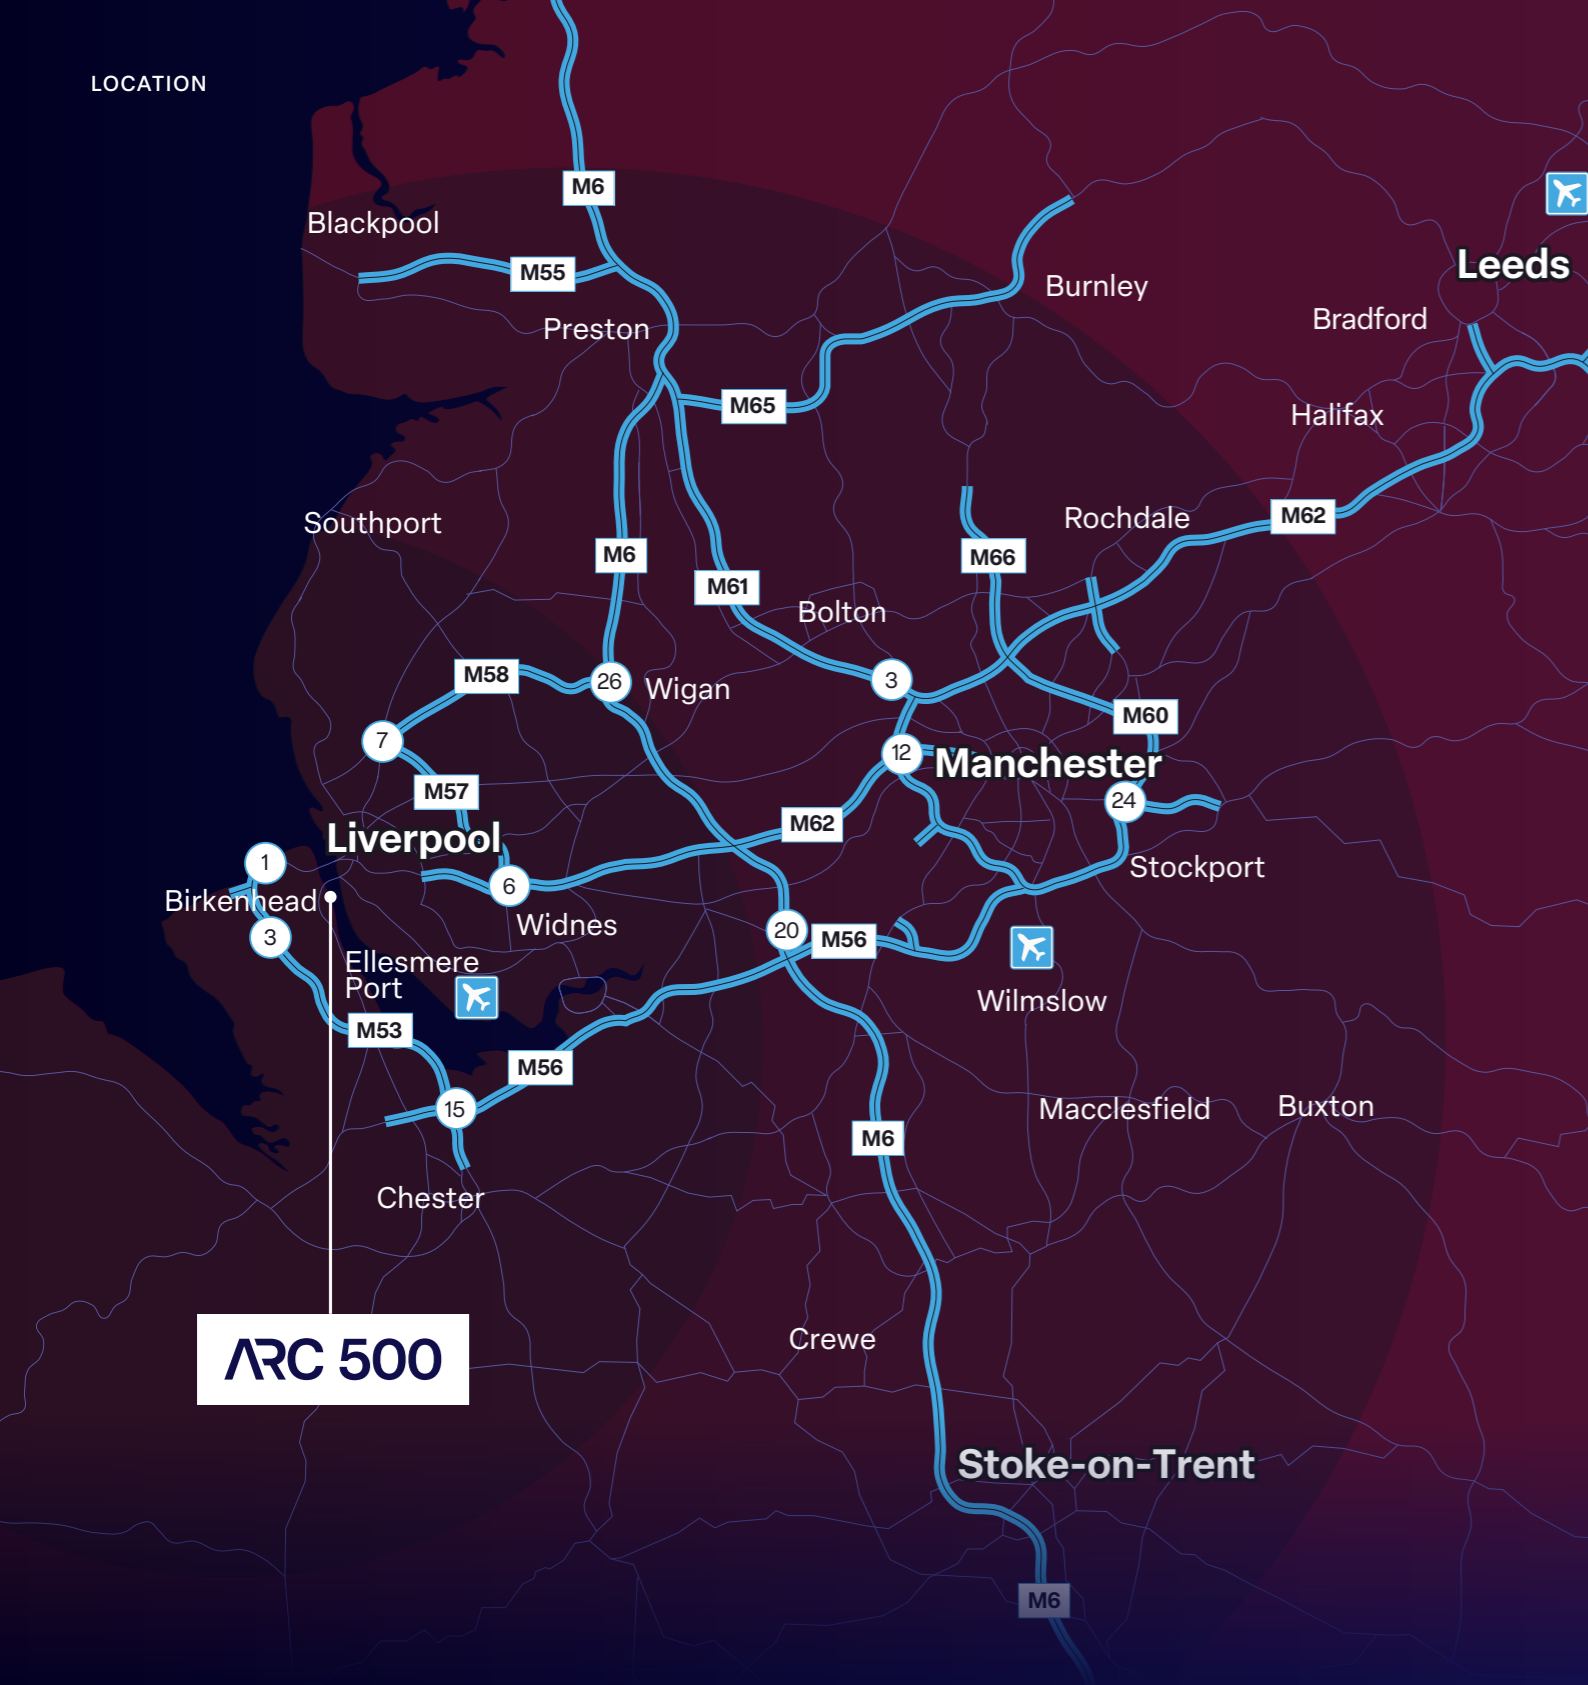 LOCATION
M6
Blackpool
Leeds
M55
Burnley
Bradford
Preston
M65
Halifax
Southport
Rochdale
M62
M6
M66
M61
Bolton
M58
26
Wigan
3
M60
7
12
Manchester
M57
24
M62
Liverpool
1
Stockport
6
Birkenhead
Widnes
3
20
M56
Ellesmere
Port
Wilmslow
M53
M56
15
Macclesfield
Buxton
M6
Chester
Crewe
ARC 500
Stoke-on-Trent
M6